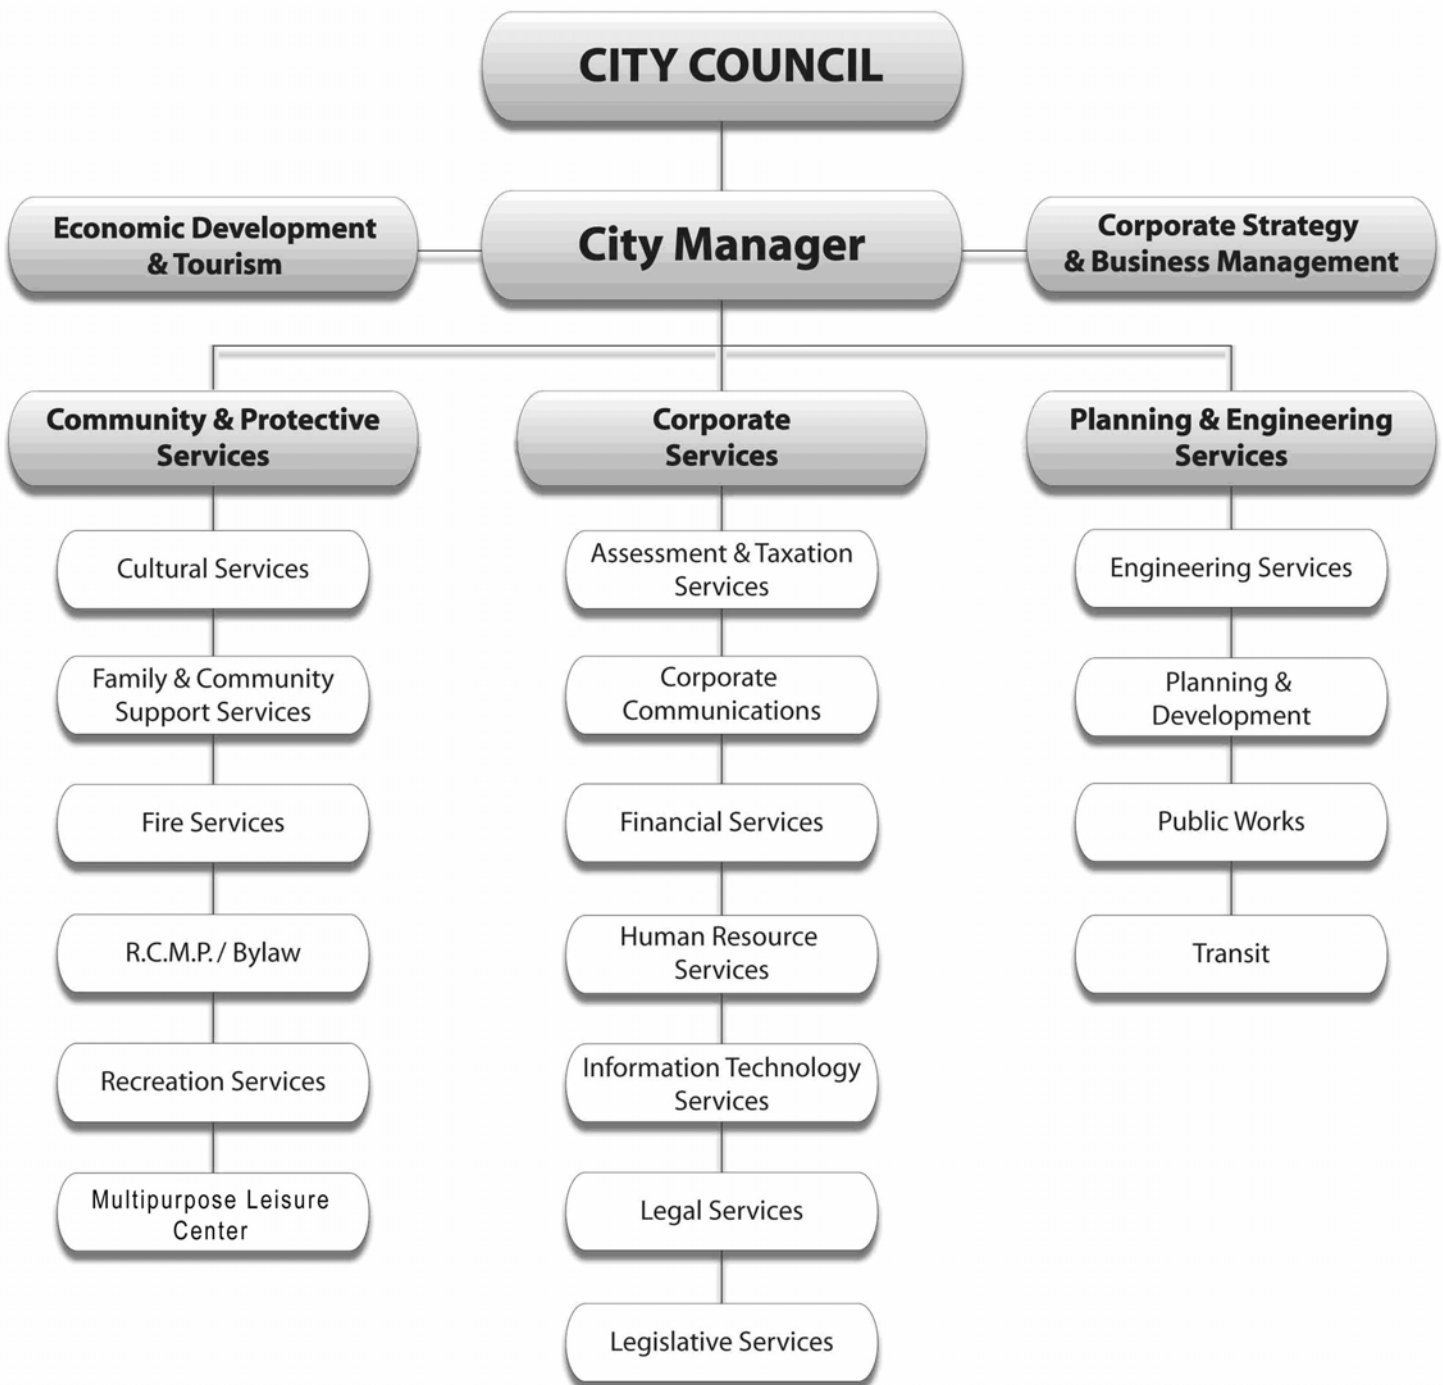 CITY COUNCIL
Economic Development
& Tourism
City Manager
Corporate Strategy
& Business Management
Community & Protective
Services
Corporate
Services
Planning & Engineering
Services
Cultural Services
Family & Community
Support Services
Fire Services
R.C.M.P. / Bylaw
Recreation Services
Multipurpose Leisure
Center
Assessment & Taxation
Services
Corporate
Communications
Financial Services
Human Resource
Services
Information Technology
Services
Legal Services
Legislative Services
Engineering Services
Planning &
Development
Public Works
Transit